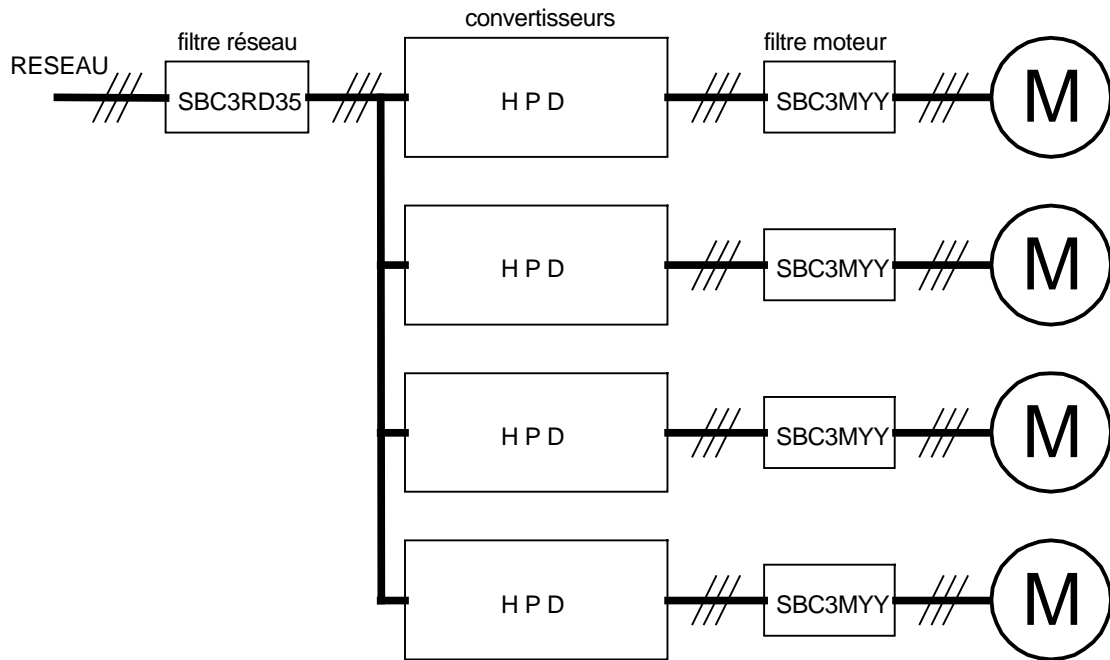 convertisseurs
filtre réseau
filtre moteur
RESEAU
SBC3RD35
H P D
SBC3MYY
M
H P D
SBC3MYY
M
H P D
SBC3MYY
M
H P D
SBC3MYY
M